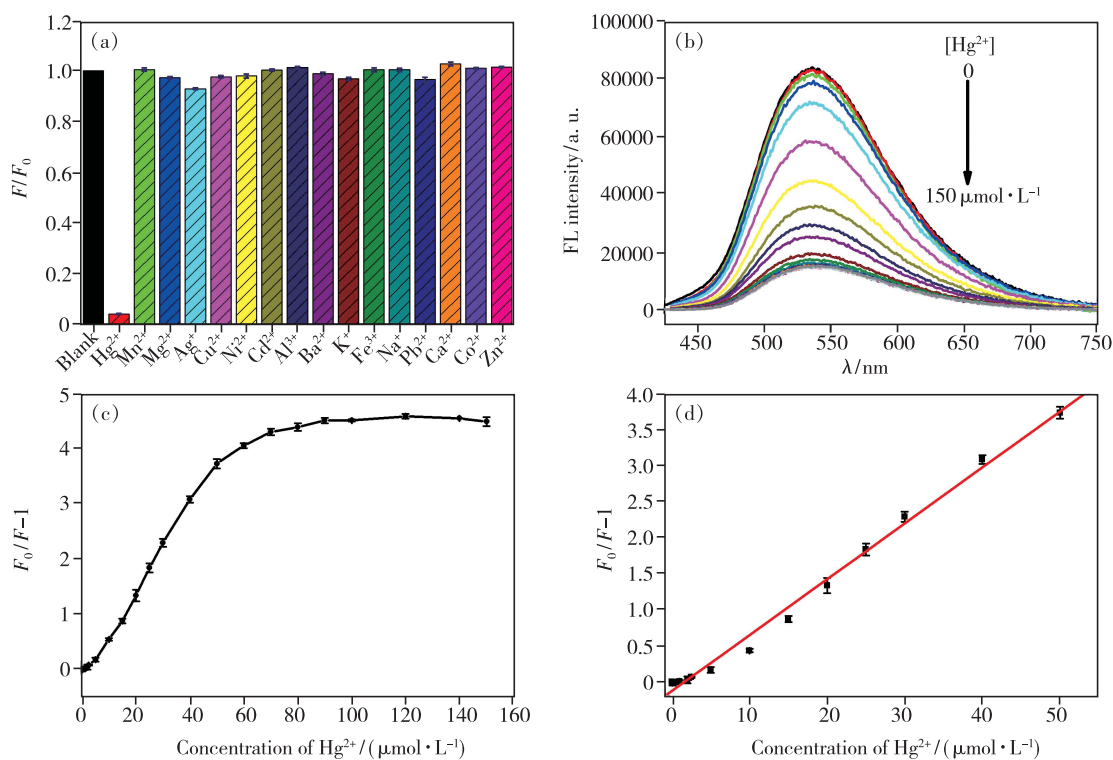 (a)
1.2
1.0
0.8
0.6
0.4
0.2
0
F/F₀
Blank
Hg²⁺
Mn²⁺
Mg²⁺
Ag⁺
Cu²⁺
Ni²⁺
Cd²⁺
Al³⁺
Ba²⁺
K⁺
Fe³⁺
Na⁺
Pb²⁺
Ca²⁺
Co²⁺
Zn²⁺
(b)
100000
80000
60000
40000
20000
0
FL intensity/a. u.
[Hg²⁺]
0
150 μmol·L⁻¹
450 500 550 600 650 700 750
λ/nm
(c)
5
4
3
2
1
0
F₀/F−1
0 20 40 60 80 100 120 140 160
Concentration of Hg²⁺/(μmol·L⁻¹)
(d)
4.0
3.5
3.0
2.5
2.0
1.5
1.0
0.5
0
F₀/F−1
0 10 20 30 40 50
Concentration of Hg²⁺/(μmol·L⁻¹)